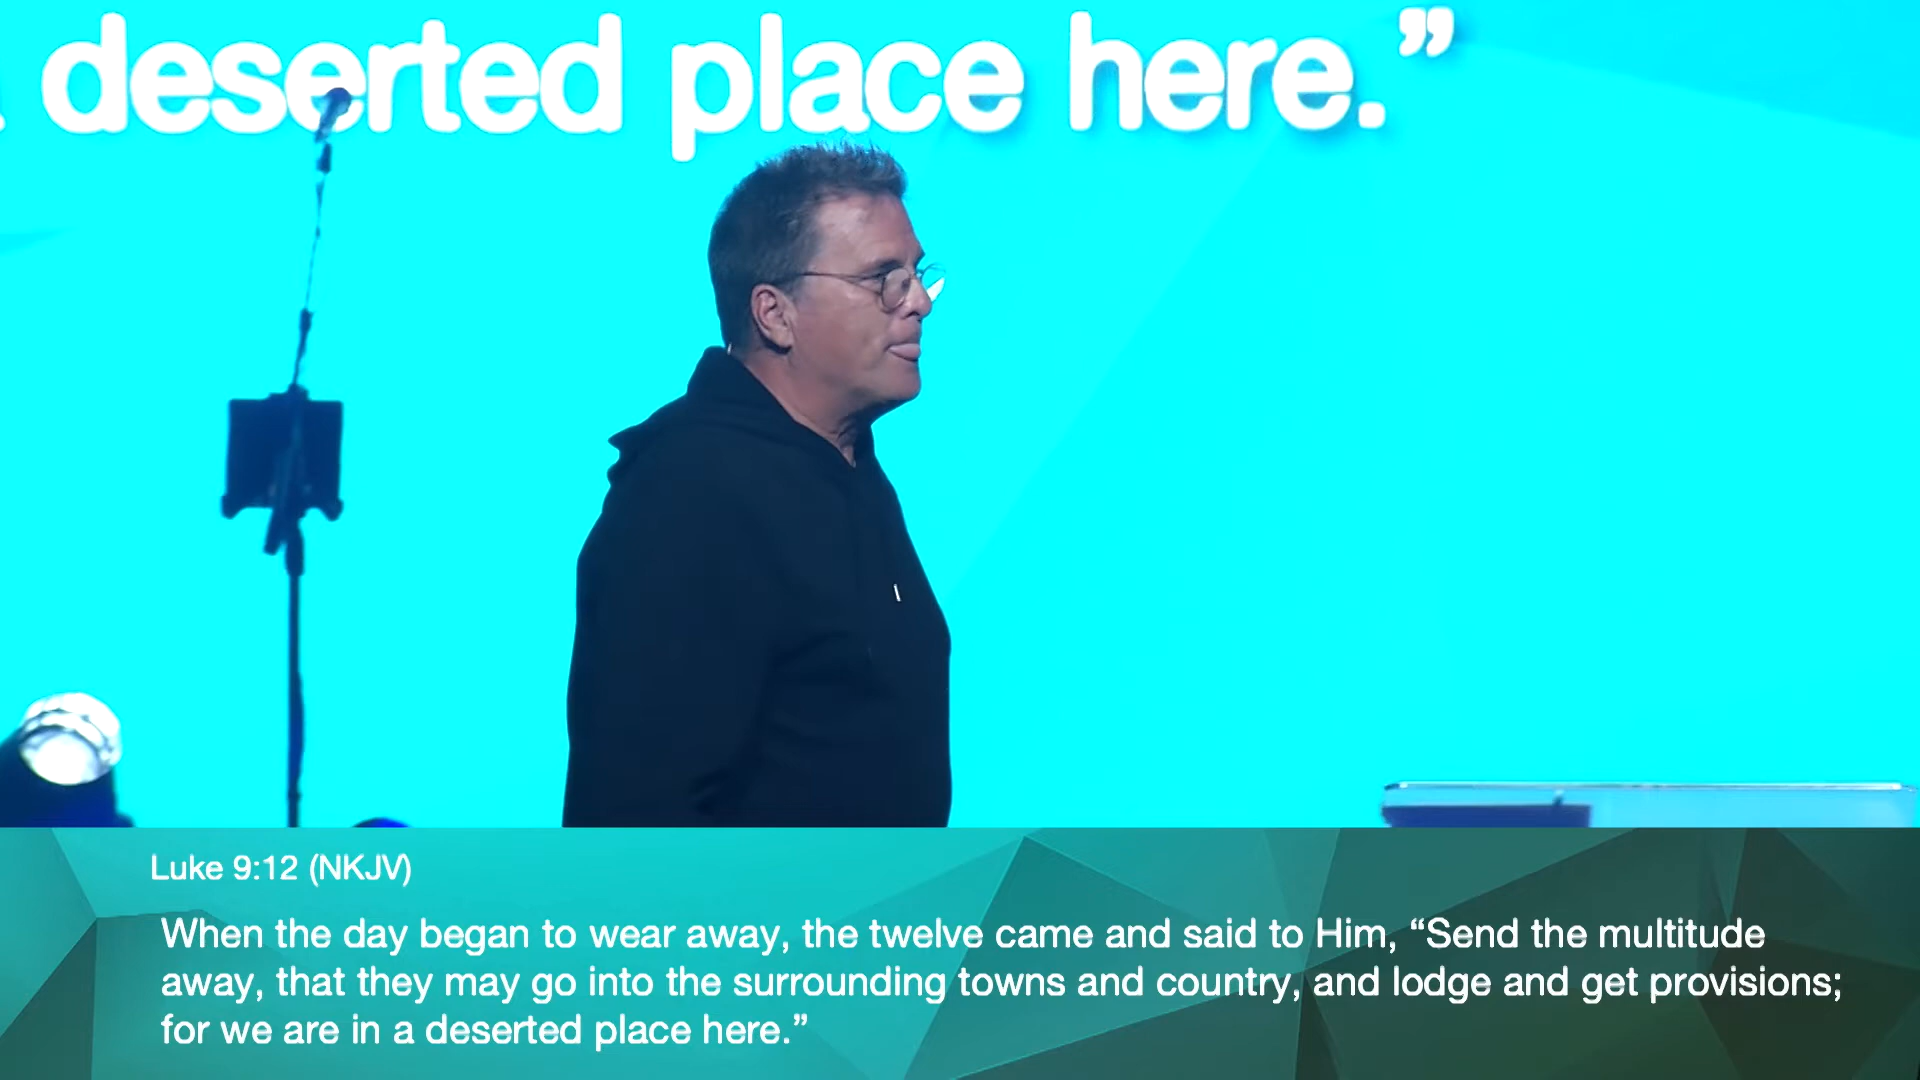 deserted place here.”
Luke 9:12 (NKJV)
When the day began to wear away, the twelve came and said to Him, “Send the multitude
away, that they may go into the surrounding towns and country, and lodge and get provisions;
for we are in a deserted place here.”